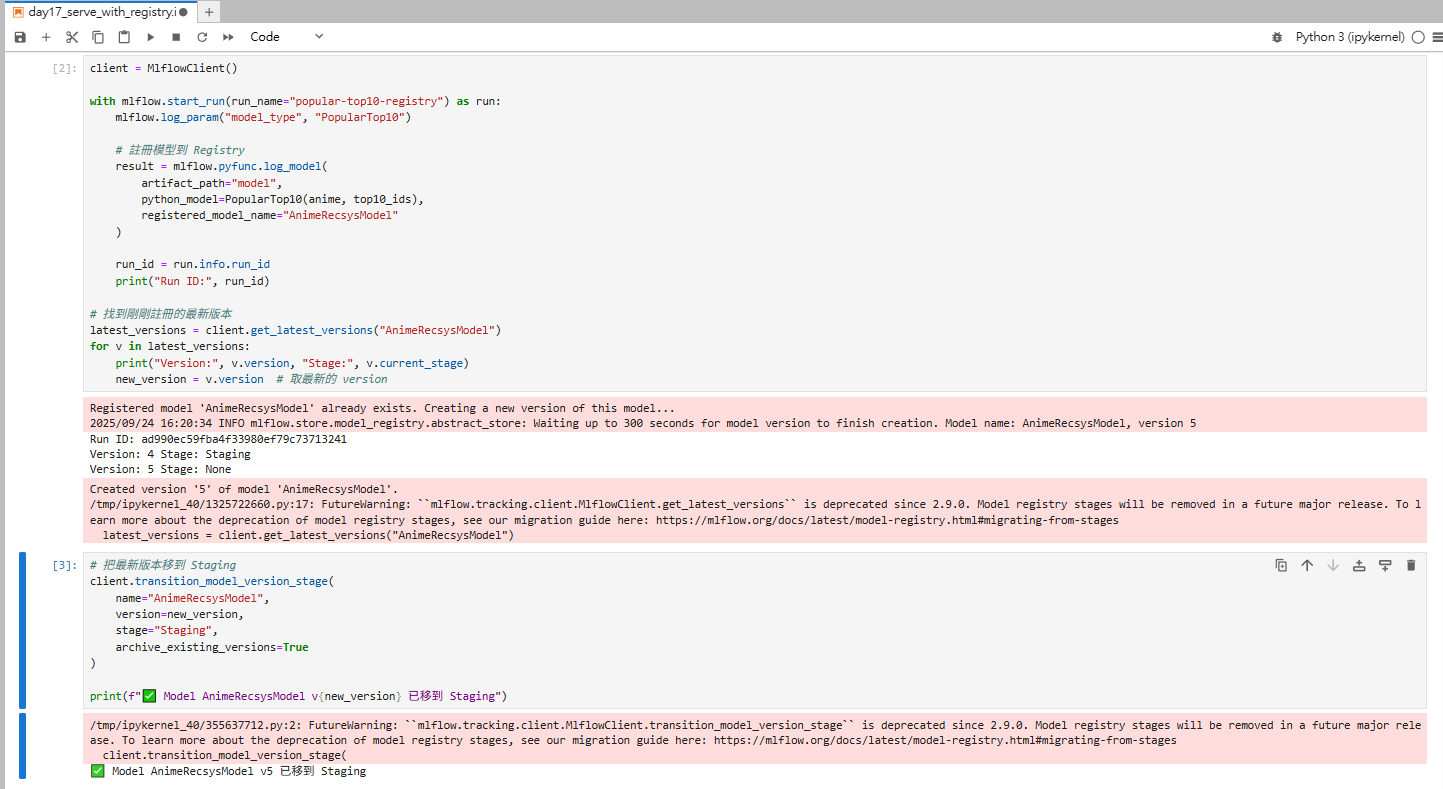 day17_serve_with_registry.i
Code
Python 3 (ipykernel)
[2]:
client = MlflowClient()
with mlflow.start_run(run_name="popular-top10-registry") as run:
    mlflow.log_param("model_type", "PopularTop10")
    # 註冊模型到 Registry
    result = mlflow.pyfunc.log_model(
        artifact_path="model",
        python_model=PopularTop10(anime, top10_ids),
        registered_model_name="AnimeRecsysModel"
    )
    run_id = run.info.run_id
    print("Run ID:", run_id)
# 找到剛剛註冊的最新版本
latest_versions = client.get_latest_versions("AnimeRecsysModel")
for v in latest_versions:
    print("Version:", v.version, "Stage:", v.current_stage)
    new_version = v.version  # 取最新的 version
Registered model 'AnimeRecsysModel' already exists. Creating a new version of this model...
2025/09/24 16:20:34 INFO mlflow.store.model_registry.abstract_store: Waiting up to 300 seconds for model version to finish creation. Model name: AnimeRecsysModel, version 5
Run ID: ad990ec59fba4f33980ef79c73713241
Version: 4 Stage: Staging
Version: 5 Stage: None
Created version '5' of model 'AnimeRecsysModel'.
/tmp/ipykernel_40/1325722660.py:17: FutureWarning: ``mlflow.tracking.client.MlflowClient.get_latest_versions`` is deprecated since 2.9.0. Model registry stages will be removed in a future major release. To l
earn more about the deprecation of model registry stages, see our migration guide here: https://mlflow.org/docs/latest/model-registry.html#migrating-from-stages
  latest_versions = client.get_latest_versions("AnimeRecsysModel")
[3]:
# 把最新版本移到 Staging
client.transition_model_version_stage(
    name="AnimeRecsysModel",
    version=new_version,
    stage="Staging",
    archive_existing_versions=True
)
print(f"✅ Model AnimeRecsysModel v{new_version} 已移到 Staging")
/tmp/ipykernel_40/355637712.py:2: FutureWarning: ``mlflow.tracking.client.MlflowClient.transition_model_version_stage`` is deprecated since 2.9.0. Model registry stages will be removed in a future major rele
ase. To learn more about the deprecation of model registry stages, see our migration guide here: https://mlflow.org/docs/latest/model-registry.html#migrating-from-stages
  client.transition_model_version_stage(
✅ Model AnimeRecsysModel v5 已移到 Staging